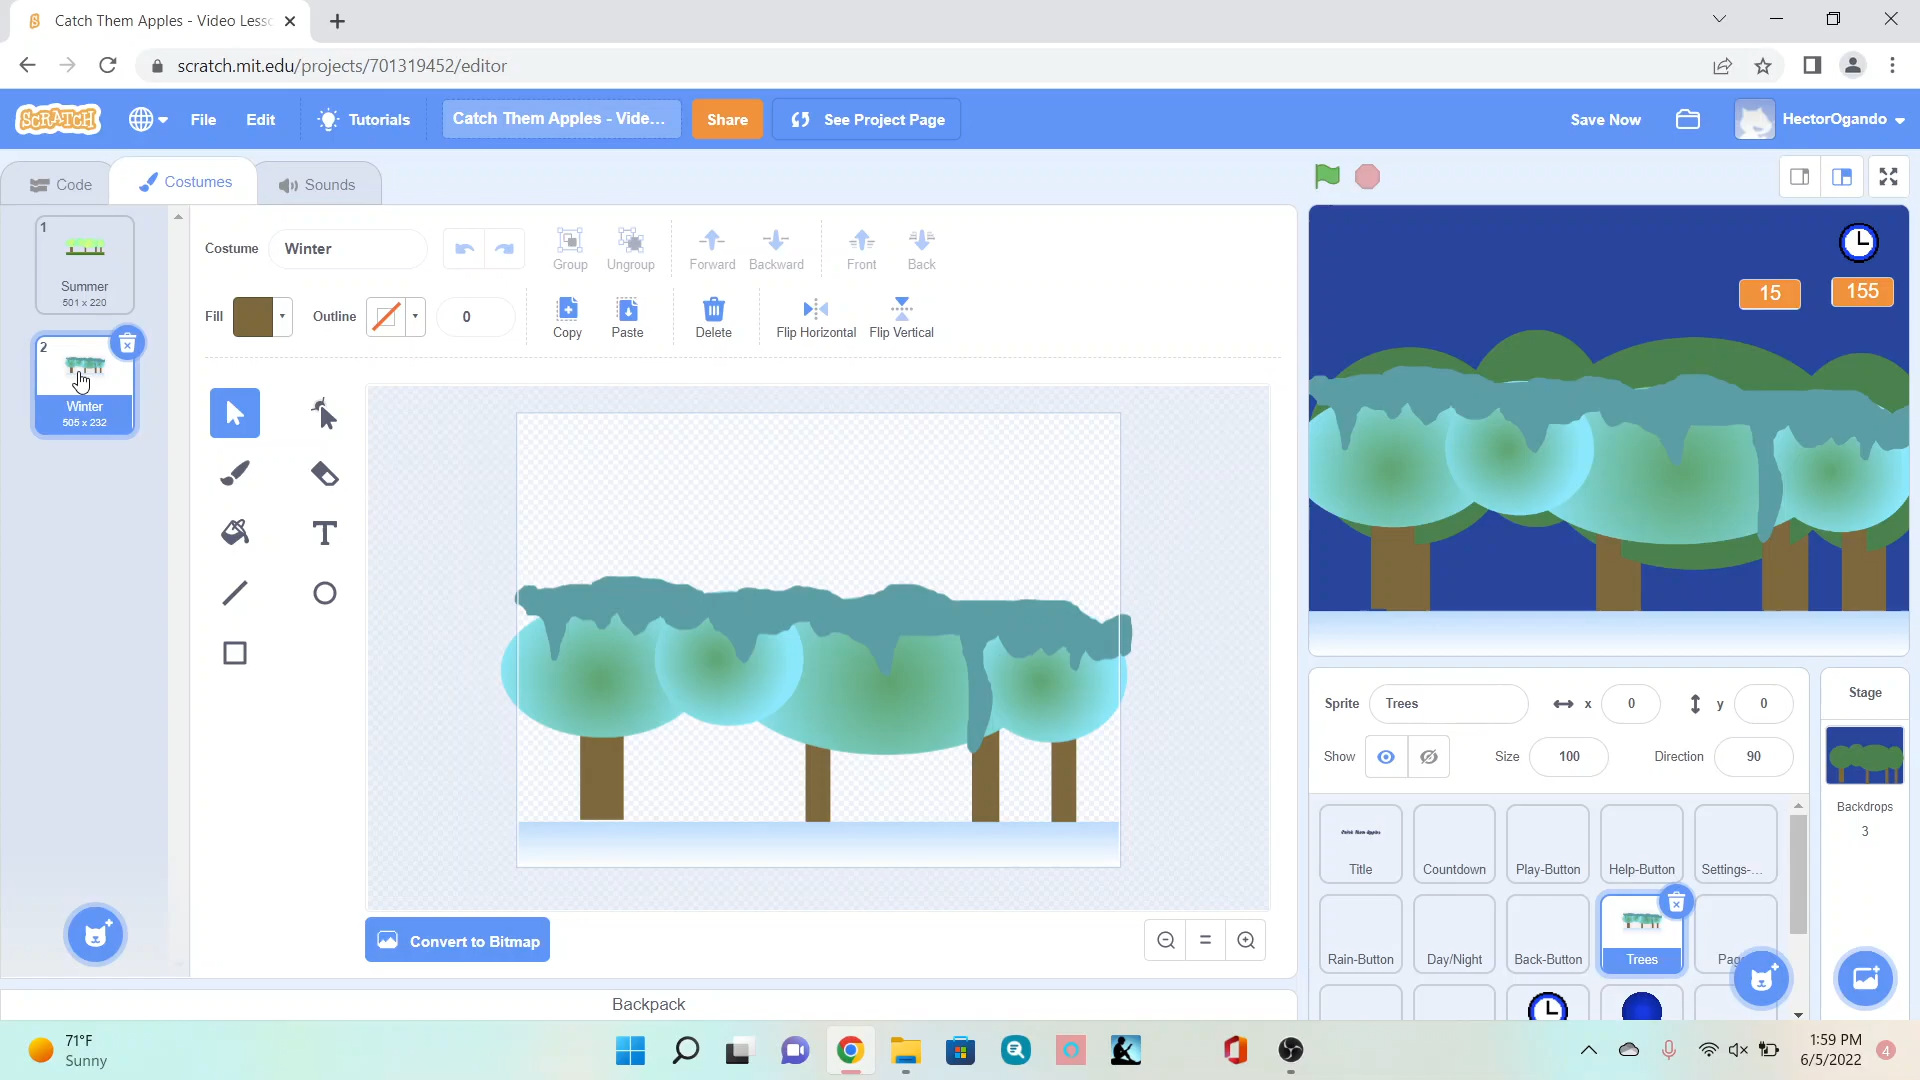 Catch Them Apples - Video Less
scratch.mit.edu/projects/701319452/editor
SCRATCH
File
Edit
Tutorials
Catch Them Apples - Vide...
Share
See Project Page
Save Now
HectorOgando
Code
Costumes
Sounds
1
Summer
501 x 220
2
Winter
505 x 232
Costume
Winter
Group
Ungroup
Forward
Backward
Front
Back
Fill
Outline
0
Copy
Paste
Delete
Flip Horizontal
Flip Vertical
Convert to Bitmap
Backpack
15
155
Sprite
Trees
x
0
y
0
Show
Size
100
Direction
90
Stage
Backdrops
3
Catch Them Apples
Title
Countdown
Play-Button
Help-Button
Settings-...
Rain-Button
Day/Night
Back-Button
Trees
71°F
Sunny
1:59 PM
6/5/2022
4